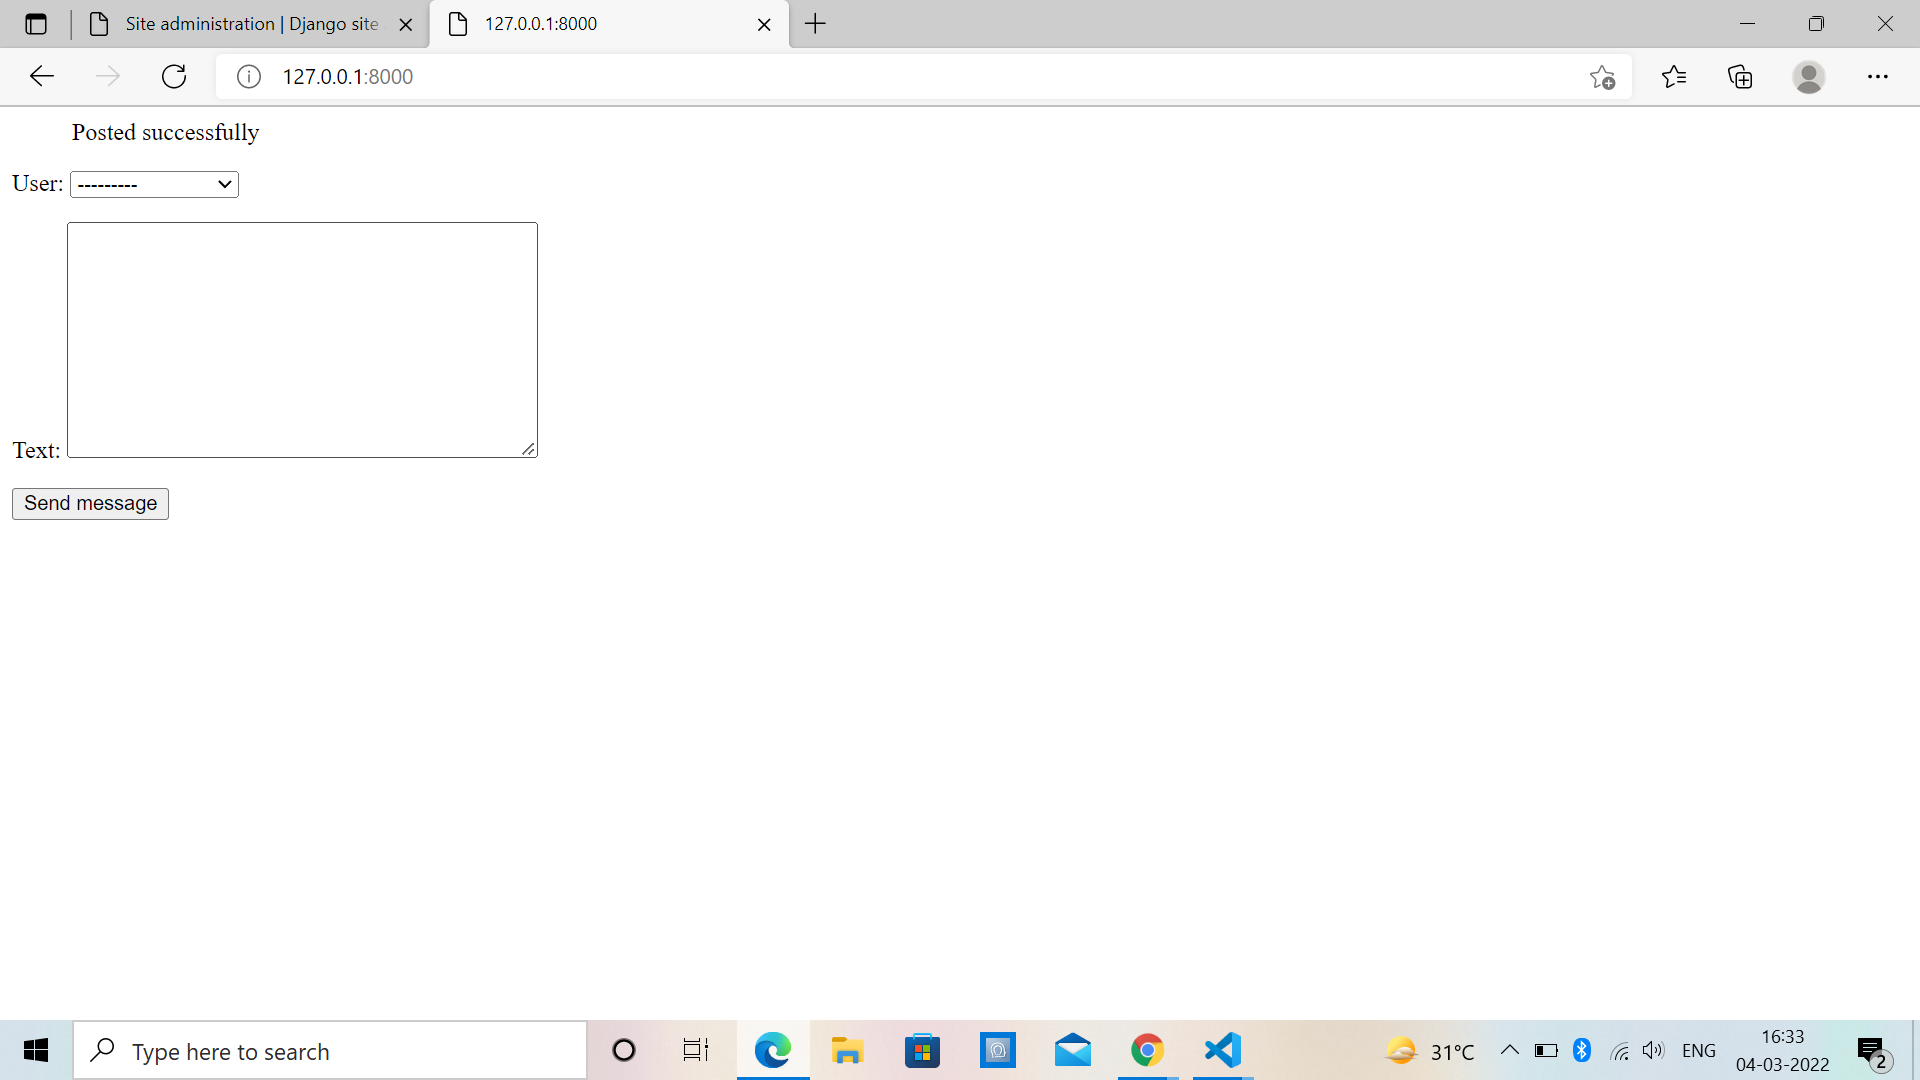 Site administration | Django site
127.0.0.1:8000
127.0.0.1:8000
Posted successfully
User: ---------
Text:
Send message
Type here to search
31°C
ENG
16:33
04-03-2022
2